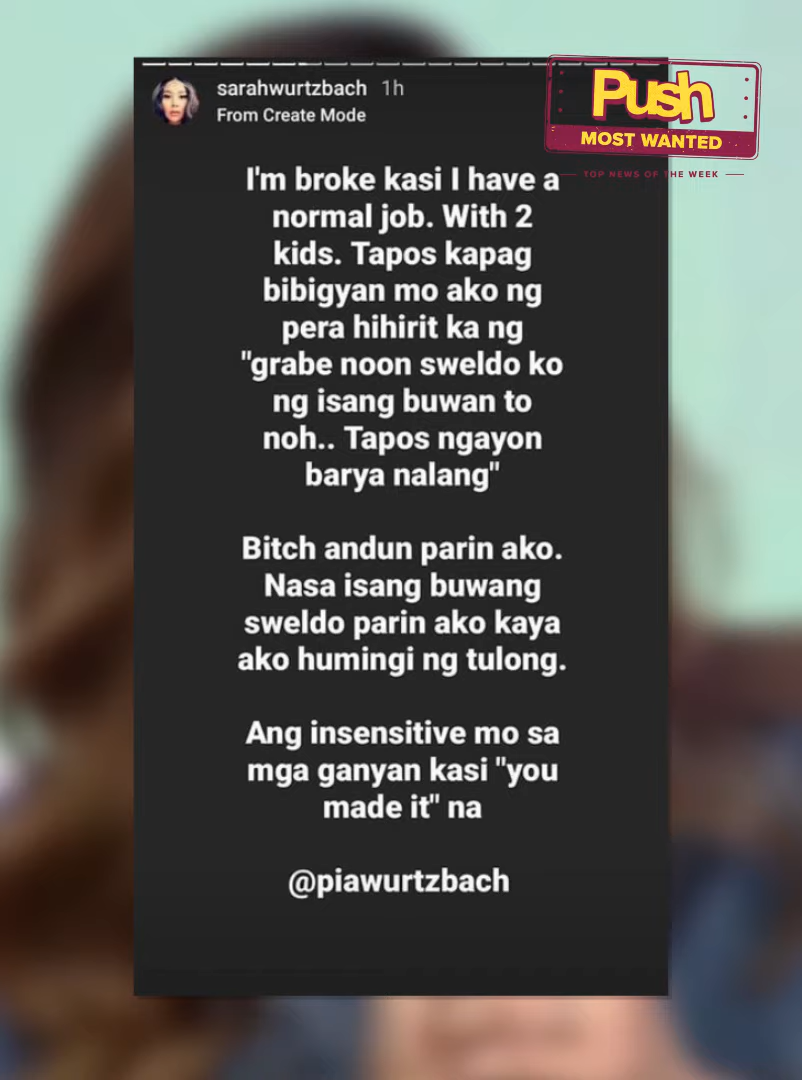 Push
MOST WANTED
TOP NEWS OF THE WEEK
sarahwurtzbach 1h
From Create Mode
I'm broke kasi I have a
normal job. With 2
kids. Tapos kapag
bibigyan mo ako ng
pera hihirit ka ng
"grabe noon sweldo ko
ng isang buwan to
noh.. Tapos ngayon
barya nalang"
Bitch andun parin ako.
Nasa isang buwang
sweldo parin ako kaya
ako humingi ng tulong.
Ang insensitive mo sa
mga ganyan kasi "you
made it" na
@piawurtzbach